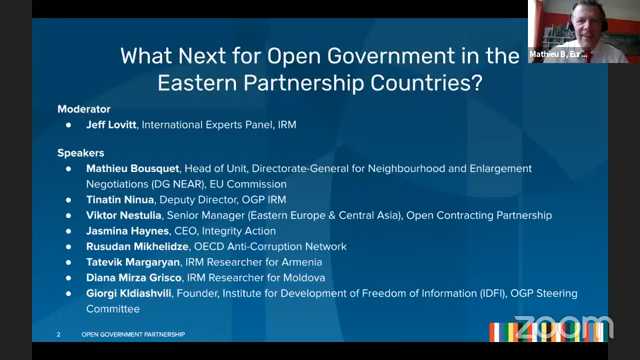 What Next for Open Government in the
Eastern Partnership Countries?
Mathieu B, Eur...
Moderator
● Jeff Lovitt, International Experts Panel, IRM
Speakers
● Mathieu Bousquet, Head of Unit, Directorate-General for Neighbourhood and Enlargement
Negotiations (DG NEAR), EU Commission
● Tinatin Ninua, Deputy Director, OGP IRM
● Viktor Nestulia, Senior Manager (Eastern Europe & Central Asia), Open Contracting Partnership
● Jasmina Haynes, CEO, Integrity Action
● Rusudan Mikhelidze, OECD Anti-Corruption Network
● Tatevik Margaryan, IRM Researcher for Armenia
● Diana Mirza Grisco, IRM Researcher for Moldova
● Giorgi Kldiashvili, Founder, Institute for Development of Freedom of Information (IDFI), OGP Steering
Committee
2 OPEN GOVERNMENT PARTNERSHIP
zoom